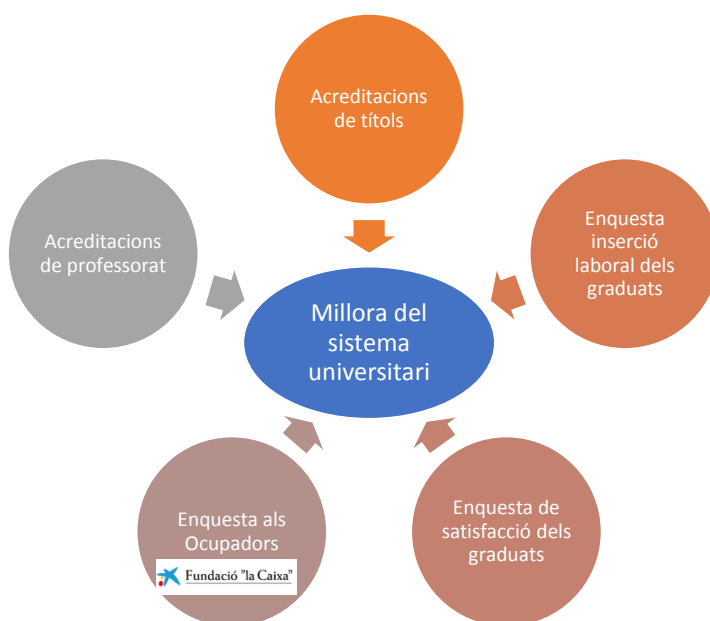 Acreditacions
de títols
Acreditacions
de professorat
Enquesta
inserció
laboral dels
graduats
Millora del
sistema
universitari
Enquesta als
Ocupadors
Fundació "la Caixa"
Enquesta de
satisfacció dels
graduats